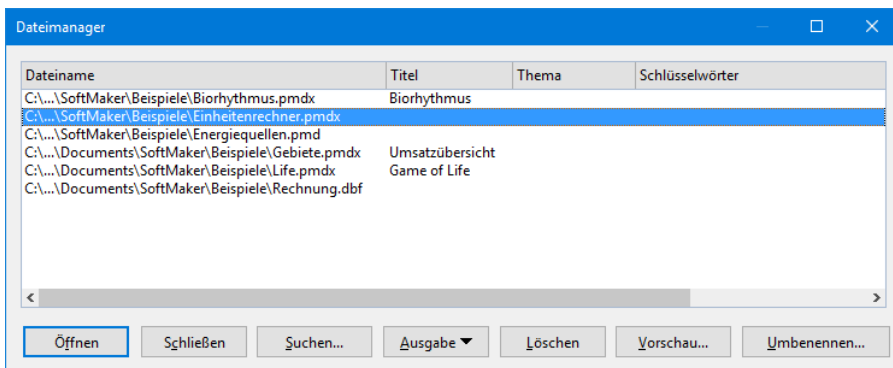 Dateimanager
Dateiname Titel Thema Schlüsselwörter
C:\...\SoftMaker\Beispiele\Biorhythmus.pmdx Biorhythmus
C:\...\SoftMaker\Beispiele\Einheitenrechner.pmdx
C:\...\SoftMaker\Beispiele\Energiequellen.pmd
C:\...\Documents\SoftMaker\Beispiele\Gebiete.pmdx Umsatzübersicht
C:\...\Documents\SoftMaker\Beispiele\Life.pmdx Game of Life
C:\...\Documents\SoftMaker\Beispiele\Rechnung.dbf
Öffnen Schließen Suchen... Ausgabe Löschen Vorschau... Umbenennen...